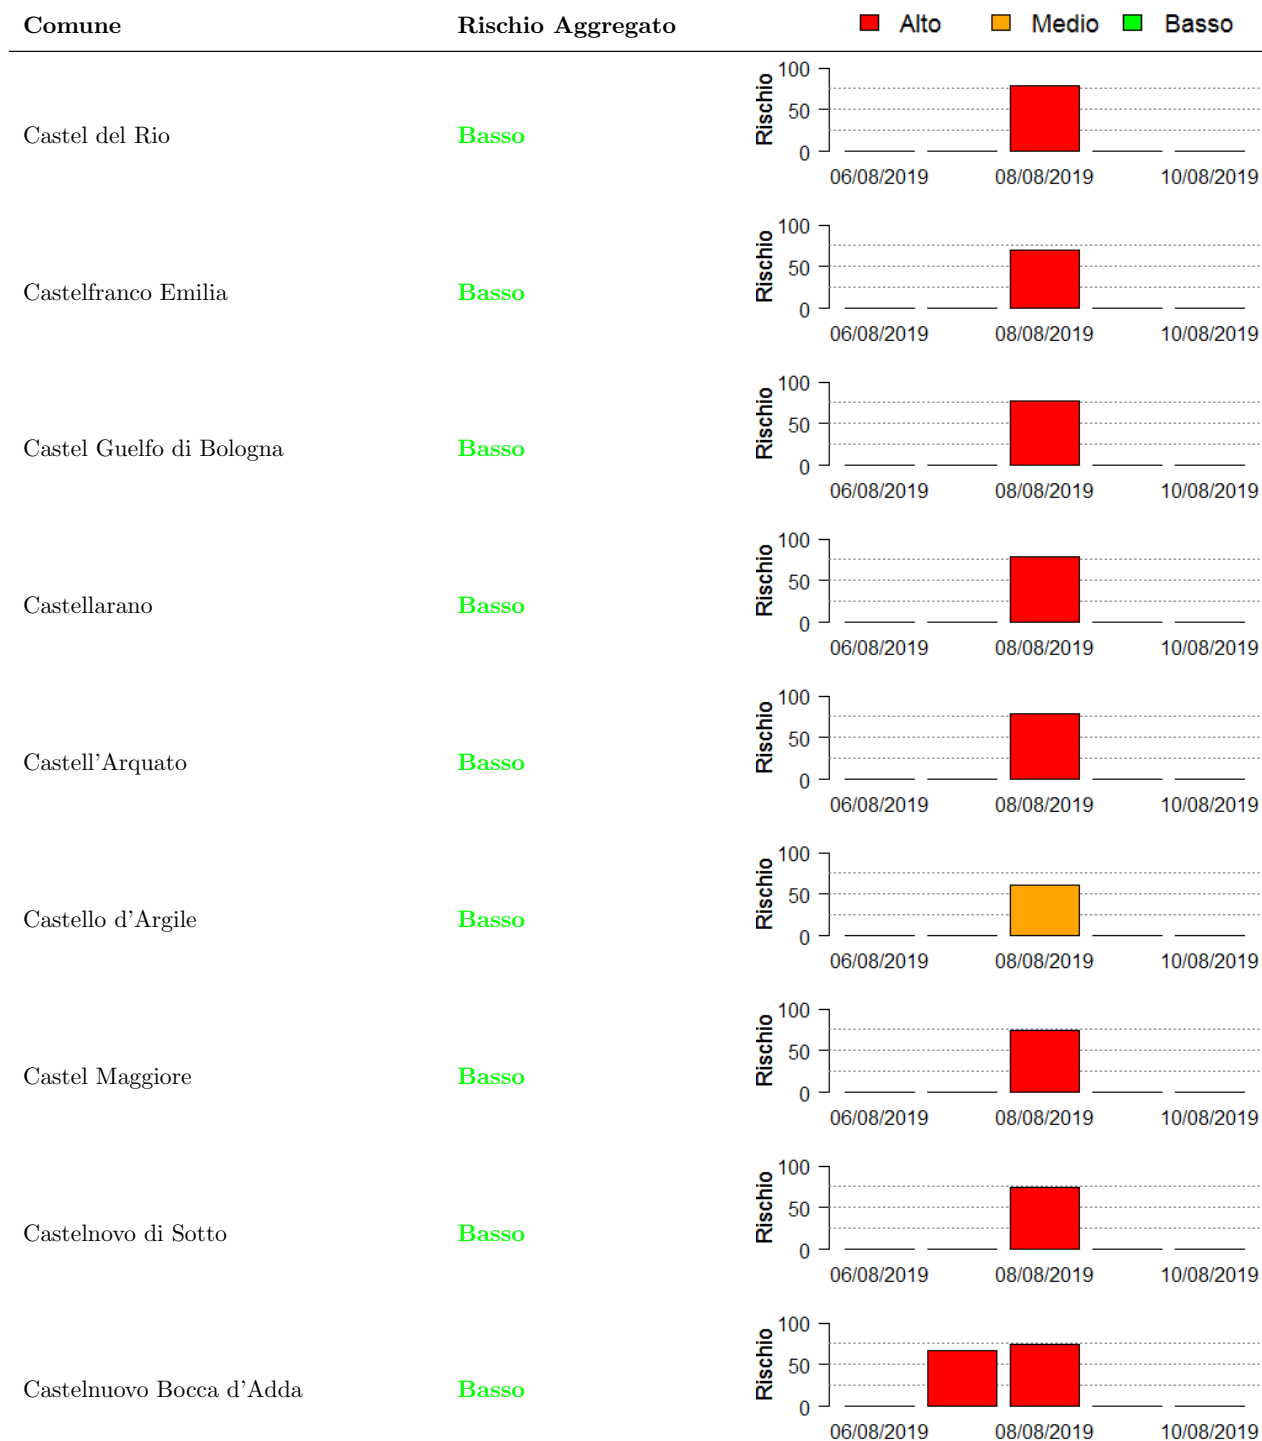 Comune Rischio Aggregato Alto Medio Basso
Castel del Rio Basso Rischio 100 50 0
06/08/2019 08/08/2019 10/08/2019
Castelfranco Emilia Basso Rischio 100 50 0
06/08/2019 08/08/2019 10/08/2019
Castel Guelfo di Bologna Basso Rischio 100 50 0
06/08/2019 08/08/2019 10/08/2019
Castellarano Basso Rischio 100 50 0
06/08/2019 08/08/2019 10/08/2019
Castell'Arquato Basso Rischio 100 50 0
06/08/2019 08/08/2019 10/08/2019
Castello d'Argile Basso Rischio 100 50 0
06/08/2019 08/08/2019 10/08/2019
Castel Maggiore Basso Rischio 100 50 0
06/08/2019 08/08/2019 10/08/2019
Castelnovo di Sotto Basso Rischio 100 50 0
06/08/2019 08/08/2019 10/08/2019
Castelnuovo Bocca d'Adda Basso Rischio 100 50 0
06/08/2019 08/08/2019 10/08/2019